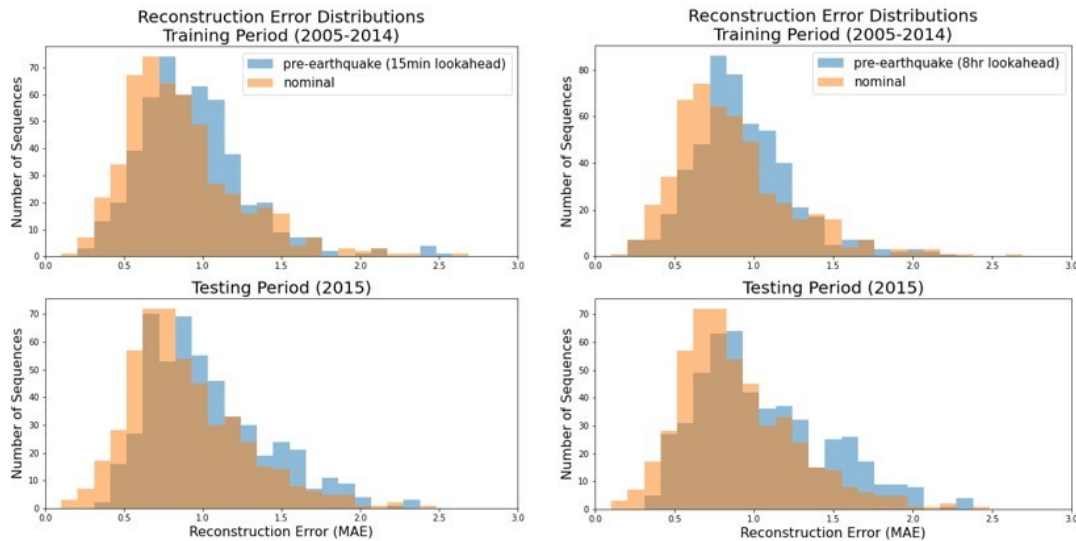 Reconstruction Error Distributions
Training Period (2005-2014)
Number of Sequences
70
60
50
40
30
20
10
0
pre-earthquake (15min lookahead)
nominal
0.0 0.5 1.0 1.5 2.0 2.5 3.0
Reconstruction Error Distributions
Training Period (2005-2014)
Number of Sequences
80
60
40
20
0
pre-earthquake (8hr lookahead)
nominal
0.0 0.5 1.0 1.5 2.0 2.5 3.0
Testing Period (2015)
Number of Sequences
70
60
50
40
30
20
10
0
0.0 0.5 1.0 1.5 2.0 2.5 3.0
Reconstruction Error (MAE)
Testing Period (2015)
Number of Sequences
70
60
50
40
30
20
10
0
0.0 0.5 1.0 1.5 2.0 2.5 3.0
Reconstruction Error (MAE)